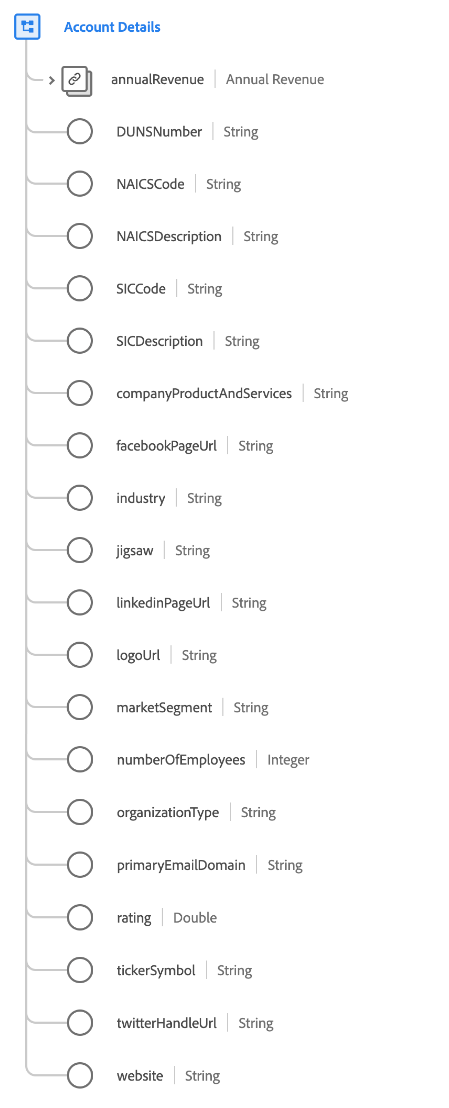 Account Details
annualRevenue Annual Revenue
DUNSNumber String
NAICSCode String
NAICSDescription String
SICCode String
SICDescription String
companyProductAndServices String
facebookPageUrl String
industry String
jigsaw String
linkedinPageUrl String
logoUrl String
marketSegment String
numberOfEmployees Integer
organizationType String
primaryEmailDomain String
rating Double
tickerSymbol String
twitterHandleUrl String
website String